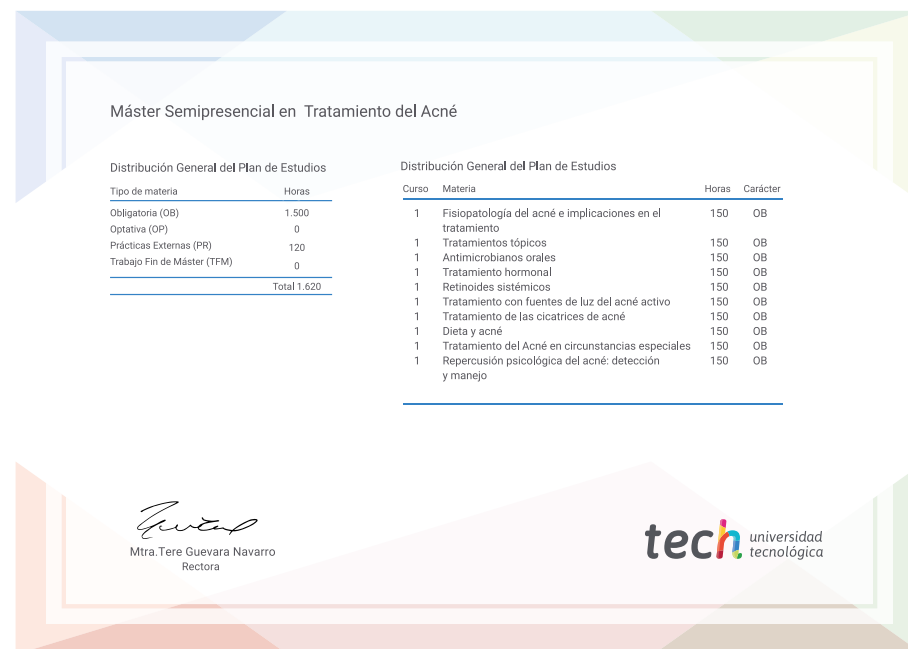 Máster Semipresencial en Tratamiento del Acné
Distribución General del Plan de Estudios
Tipo de materia Horas
Obligatoria (OB) 1.500
Optativa (OP) 0
Prácticas Externas (PR) 120
Trabajo Fin de Máster (TFM) 0
Total 1.620
Distribución General del Plan de Estudios
Curso Materia Horas Carácter
1 Fisiopatología del acné e implicaciones en el 150 OB
tratamiento
1 Tratamientos tópicos 150 OB
1 Antimicrobianos orales 150 OB
1 Tratamiento hormonal 150 OB
1 Retinoides sistémicos 150 OB
1 Tratamiento con fuentes de luz del acné activo 150 OB
1 Tratamiento de las cicatrices de acné 150 OB
1 Dieta y acné 150 OB
1 Tratamiento del Acné en circunstancias especiales 150 OB
1 Repercusión psicológica del acné: detección 150 OB
y manejo
Mtra.Tere Guevara Navarro
Rectora
tech universidad
tecnológica